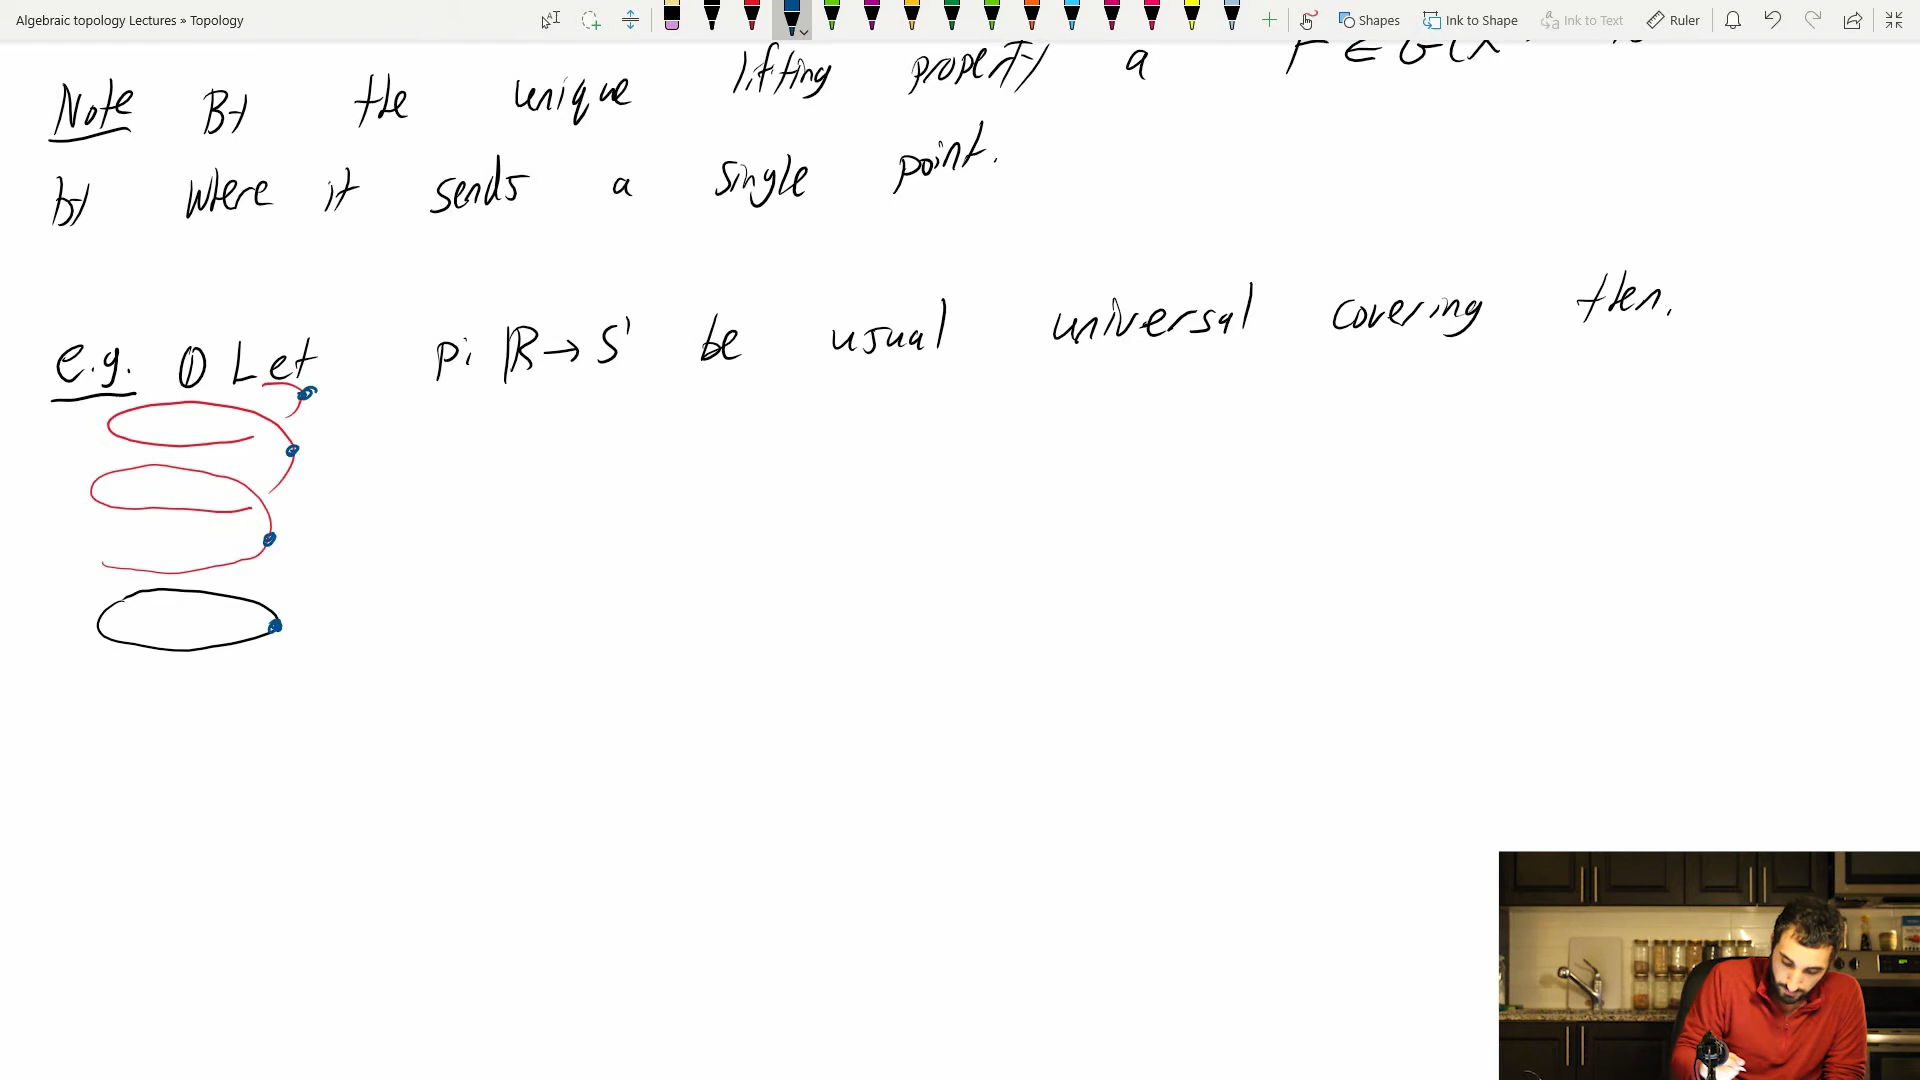 Algebraic topology Lectures » Topology
Shapes Ink to Shape Ink to Text Ruler
Note By the unique lifting property a F ∈ G(X
by where it sends a single point.
e.g. ① Let p: ℝ → S¹ be usual universal covering then.